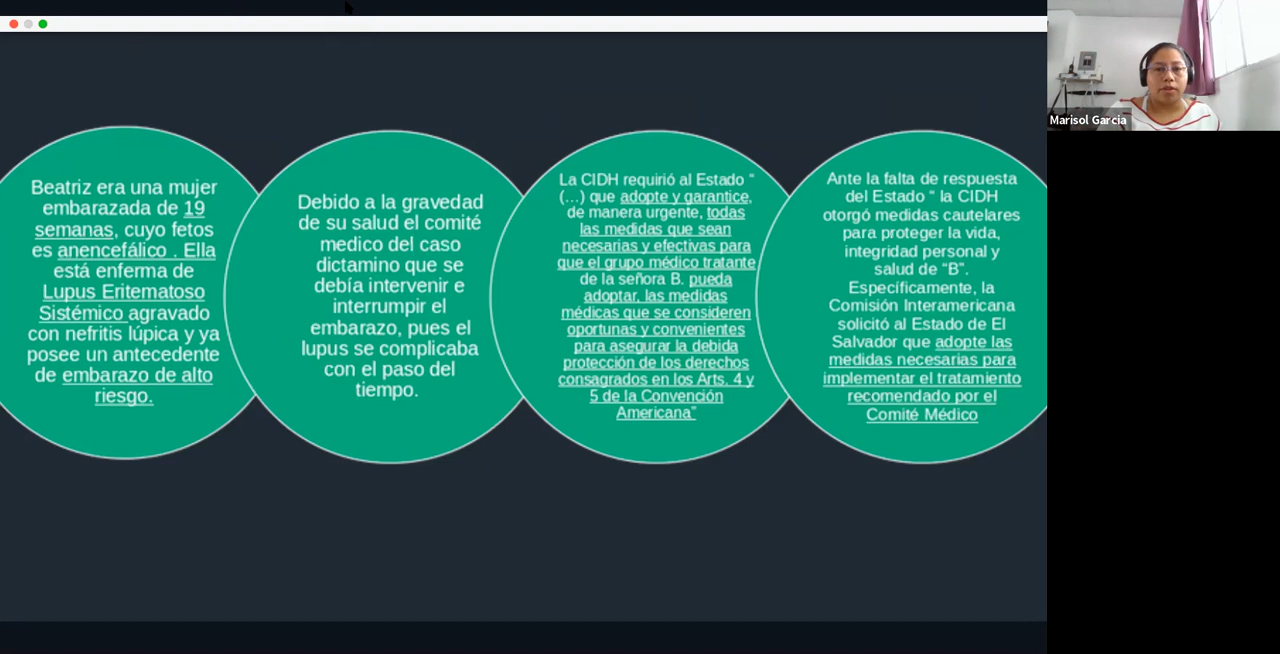 Beatriz era una mujer
embarazada de 19
semanas, cuyo fetos
es anencefálico . Ella
está enferma de
Lupus Eritematoso
Sistémico agravado
con nefritis lúpica y ya
posee un antecedente
de embarazo de alto
riesgo.
Debido a la gravedad
de su salud el comité
medico del caso
dictamino que se
debía intervenir e
interrumpir el
embarazo, pues el
lupus se complicaba
con el paso del
tiempo.
La CIDH requirió al Estado “
(…) que adopte y garantice,
de manera urgente, todas
las medidas que sean
necesarias y efectivas para
que el grupo médico tratante
de la señora B. pueda
adoptar, las medidas
médicas que se consideren
oportunas y convenientes
para asegurar la debida
protección de los derechos
consagrados en los Arts. 4 y
5 de la Convención
Americana”
Ante la falta de respuesta
del Estado “ la CIDH
otorgó medidas cautelares
para proteger la vida,
integridad personal y
salud de “B”.
Específicamente, la
Comisión Interamericana
solicitó al Estado de El
Salvador que adopte las
medidas necesarias para
implementar el tratamiento
recomendado por el
Comité Médico
Marisol Garcia